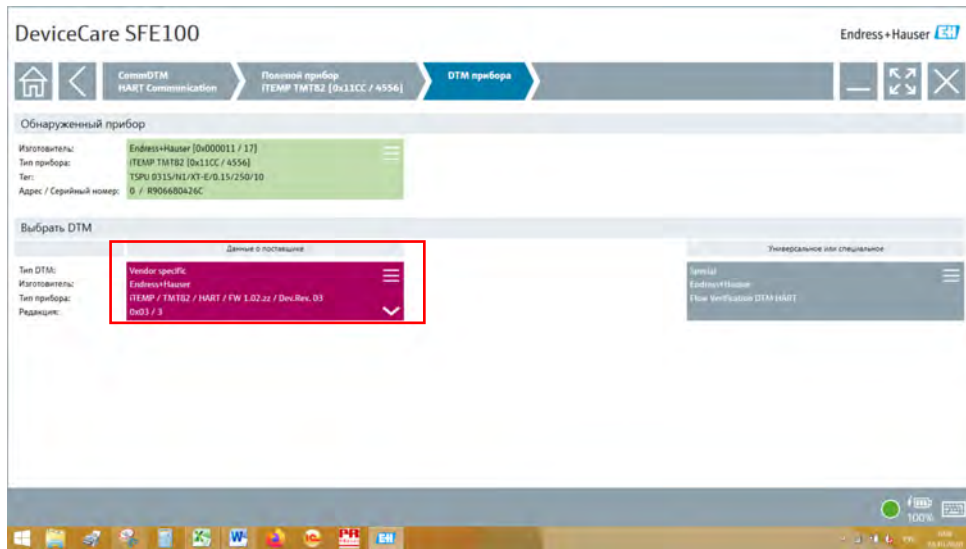 DeviceCare SFE100
Endress+Hauser EH
CommDTM
HART Communication
Полевой прибор
iTEMP TMT82 [0x11CC / 4556]
DTM прибора
Обнаруженный прибор
Изготовитель: Endress+Hauser [0x000011 / 17]
Тип прибора: iTEMP TMT82 [0x11CC / 4556]
Тег: TSPU 0315/N1/XT-E/0.15/250/10
Адрес / Серийный номер: 0 / R906680426C
Выбрать DTM
Данные о поставщике
Универсальное или специальное
Тип DTM: Vendor specific
Изготовитель: Endress+Hauser
Тип прибора: iTEMP / TMT82 / HART / FW 1.02.zz / Dev.Rev. 03
Редакция: 0x03 / 3
Special
Endress+Hauser
Flow Verification DTM HART
100%
PR
EH